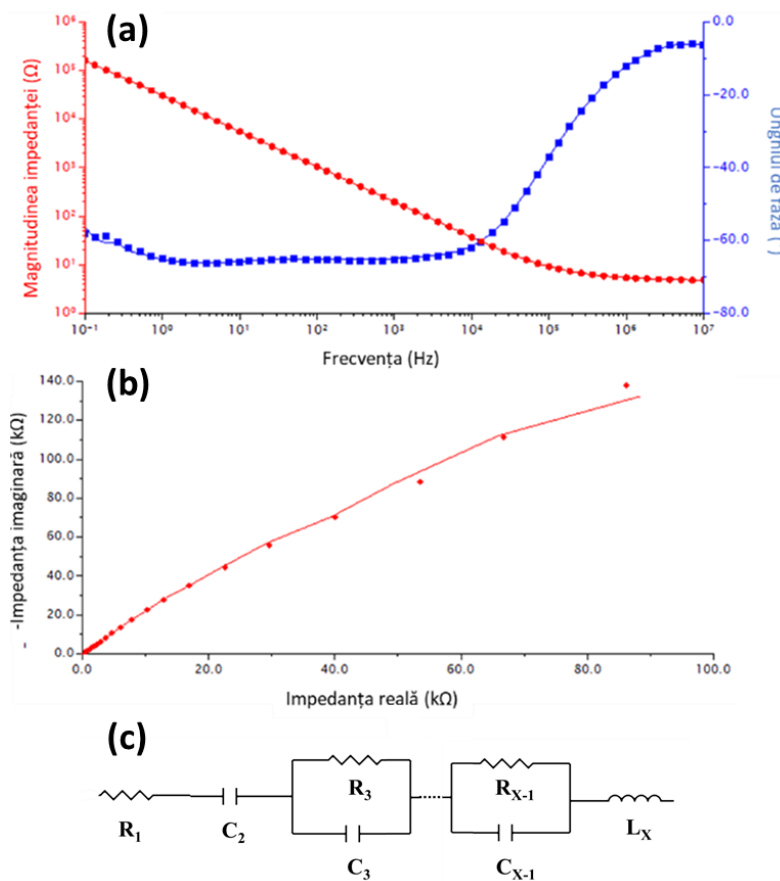 (a)
10⁶
10⁵
10⁴
10³
10²
10¹
10⁰
Magnitudinea impedanței (Ω)
0.0
−20.0
−40.0
−60.0
−80.0
Unghiul de fază (
10⁻¹ 10⁰ 10¹ 10² 10³ 10⁴ 10⁵ 10⁶ 10⁷
Frecvența (Hz)
(b)
140.0
120.0
100.0
80.0
60.0
40.0
20.0
0.0
- -Impedanța imaginară (kΩ)
0.0 20.0 40.0 60.0 80.0 100.0
Impedanța reală (kΩ)
(c)
R₃ Rₓ₋₁
R₁ C₂ Lₓ
C₃ Cₓ₋₁